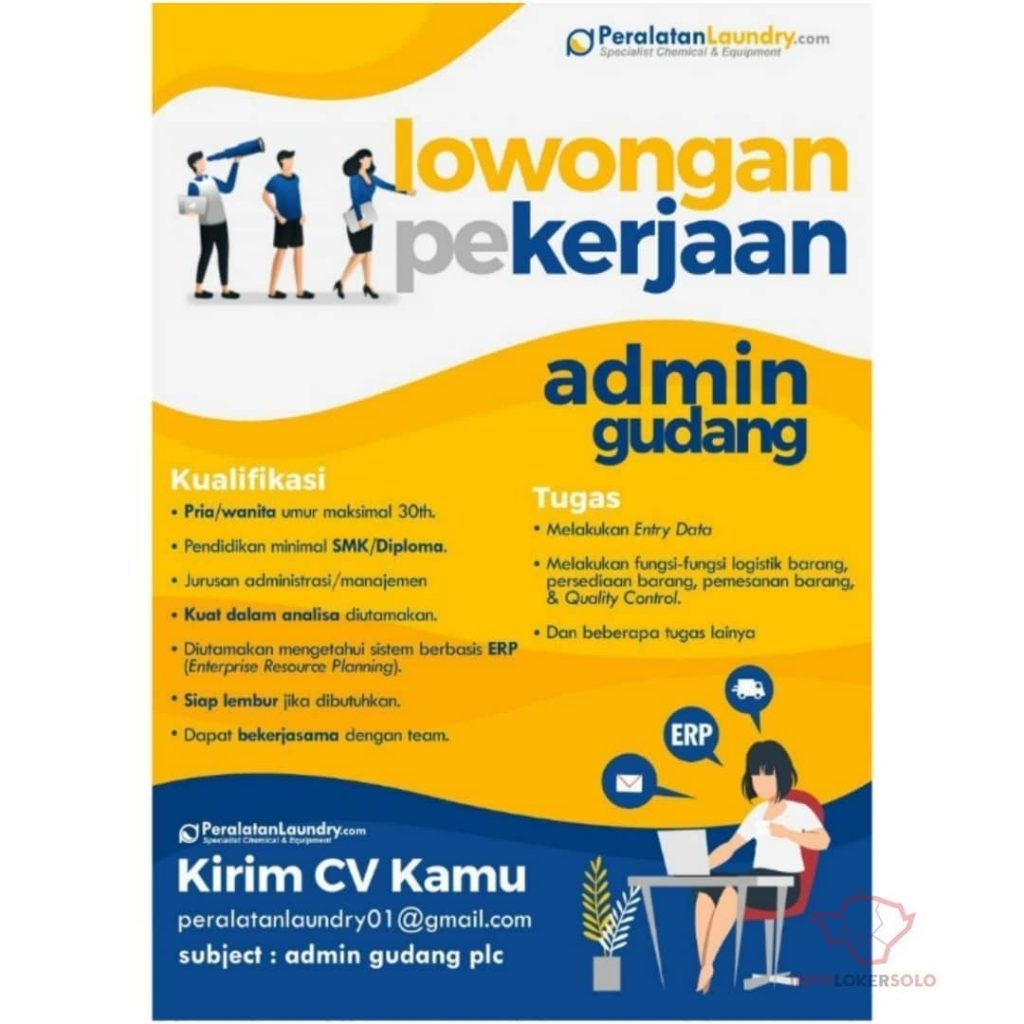 PeralatanLaundry.com
Specialist Chemical & Equipment
lowongan
pekerjaan
admin
gudang
Kualifikasi
• Pria/wanita umur maksimal 30th.
• Pendidikan minimal SMK/Diploma.
• Jurusan administrasi/manajemen
• Kuat dalam analisa diutamakan.
• Diutamakan mengetahui sistem berbasis ERP
(Enterprise Resource Planning).
• Siap lembur jika dibutuhkan.
• Dapat bekerjasama dengan team.
Tugas
• Melakukan Entry Data
• Melakukan fungsi-fungsi logistik barang,
persediaan barang, pemesanan barang,
& Quality Control.
• Dan beberapa tugas lainya
ERP
PeralatanLaundry.com
Specialist Chemical & Equipment
Kirim CV Kamu
peralatanlaundry01@gmail.com
subject : admin gudang plc
INFOLOKERSOLO